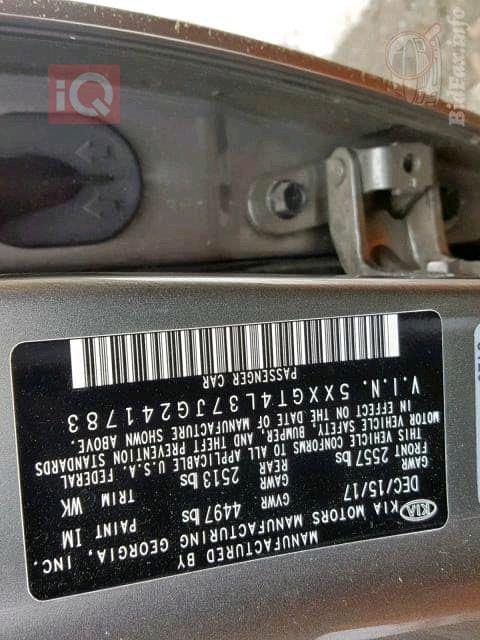 MANUFACTURED BY
KIA MOTORS MANUFACTURING GEORGIA, INC.
KIA
DEC/15/17 GVWR 4497 lbs PAINT IM
GAWR FRONT 2557 lbs GAWR REAR 2513 lbs TRIM WK
THIS VEHICLE CONFORMS TO ALL APPLICABLE U.S.A. FEDERAL
MOTOR VEHICLE SAFETY, BUMPER, AND THEFT PREVENTION STANDARDS
IN EFFECT ON THE DATE OF MANUFACTURE SHOWN ABOVE.
V.I.N. 5XXGT4L37JG241783
PASSENGER CAR
iQ
BidFax.info